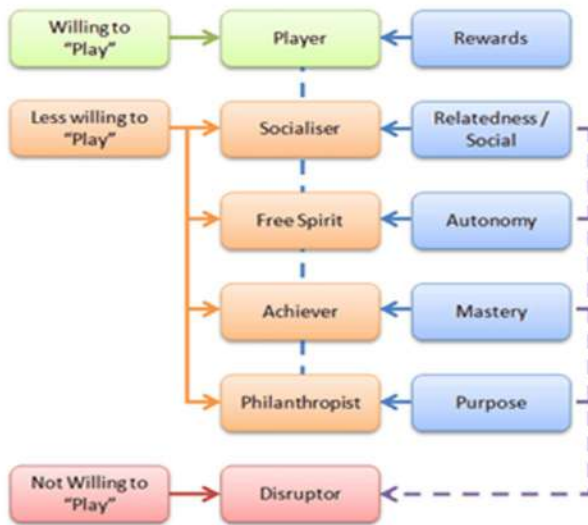 Willing to
"Play"
Player
Rewards
Less willing to
"Play"
Socialiser
Relatedness /
Social
Free Spirit
Autonomy
Achiever
Mastery
Philanthropist
Purpose
Not Willing to
"Play"
Disruptor